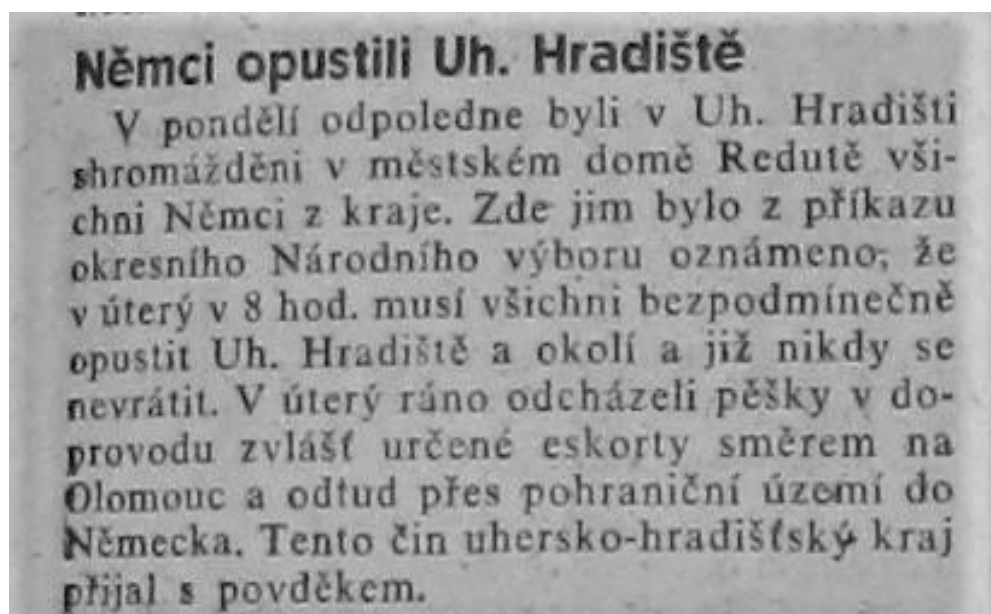 Němci opustili Uh. Hradiště
V pondělí odpoledne byli v Uh. Hradišti
shromážděni v městském domě Redutě vši-
chni Němci z kraje. Zde jim bylo z příkazu
okresního Národního výboru oznámeno, že
v úterý v 8 hod. musí všichni bezpodmínečně
opustit Uh. Hradiště a okolí a již nikdy se
nevrátit. V úterý ráno odcházeli pěšky v do-
provodu zvlášť určené eskorty směrem na
Olomouc a odtud přes pohraniční území do
Německa. Tento čin uhersko-hradišťský kraj
přijal s povděkem.